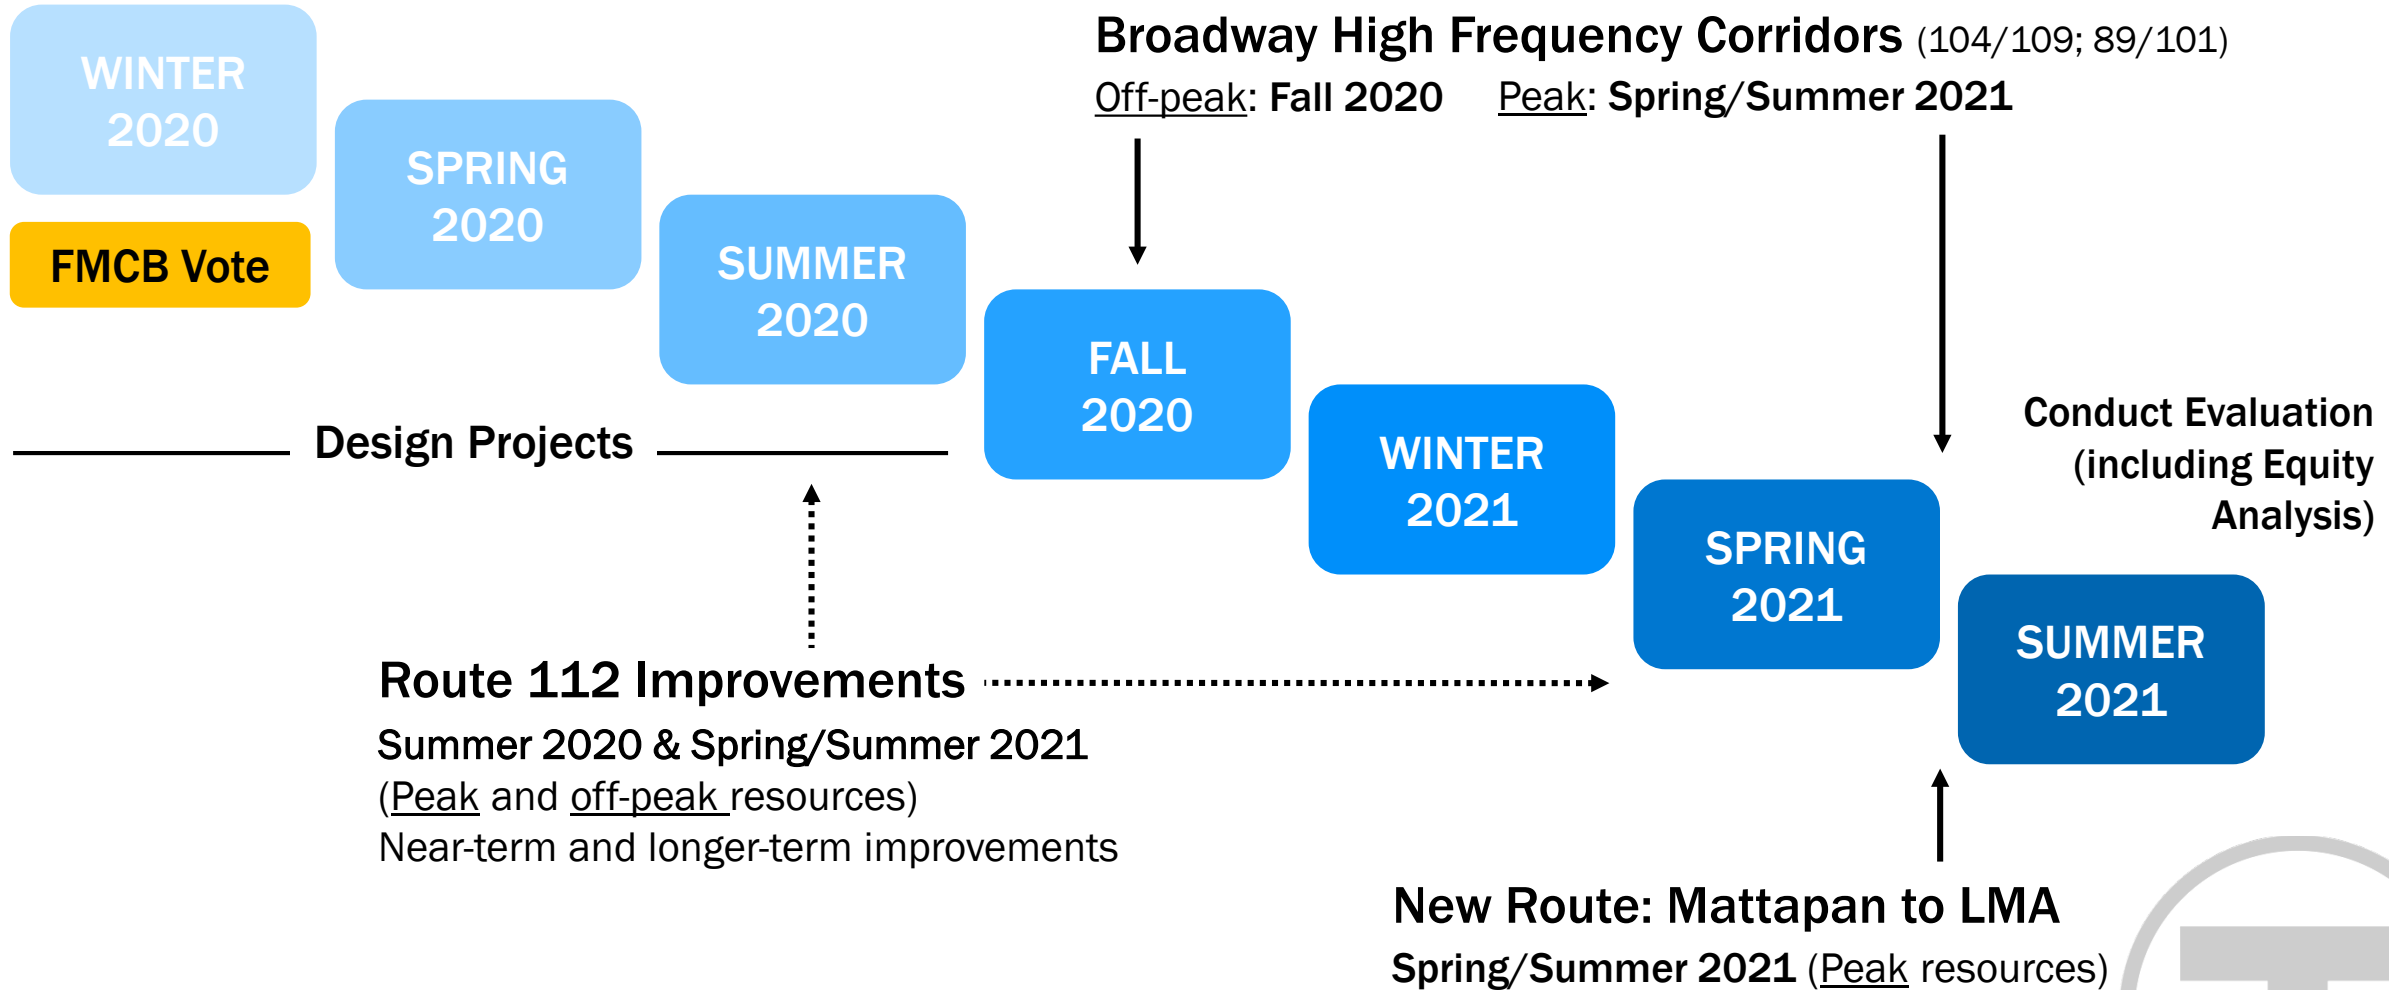 WINTER
2020
FMCB Vote
SPRING
2020
SUMMER
2020
Broadway High Frequency Corridors (104/109; 89/101)
Off-peak: Fall 2020 Peak: Spring/Summer 2021
FALL
2020
WINTER
2021
SPRING
2021
SUMMER
2021
Conduct Evaluation
(including Equity
Analysis)
Design Projects
Route 112 Improvements
Summer 2020 & Spring/Summer 2021
(Peak and off-peak resources)
Near-term and longer-term improvements
New Route: Mattapan to LMA
Spring/Summer 2021 (Peak resources)
T